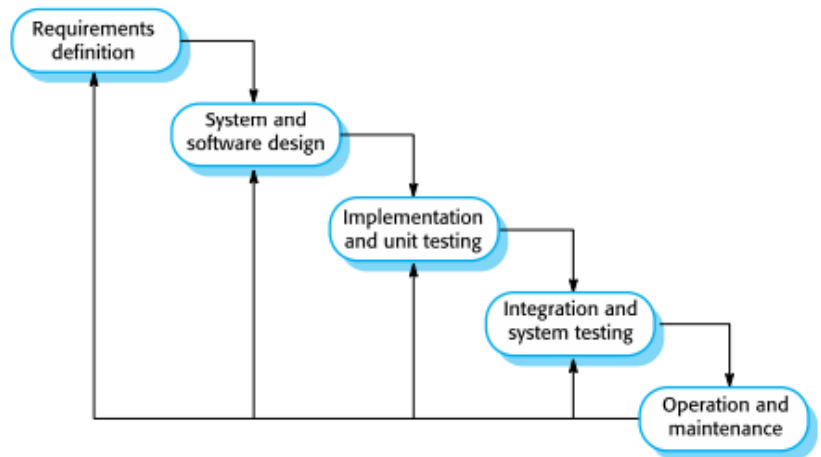 Requirements
definition
System and
software design
Implementation
and unit testing
Integration and
system testing
Operation and
maintenance